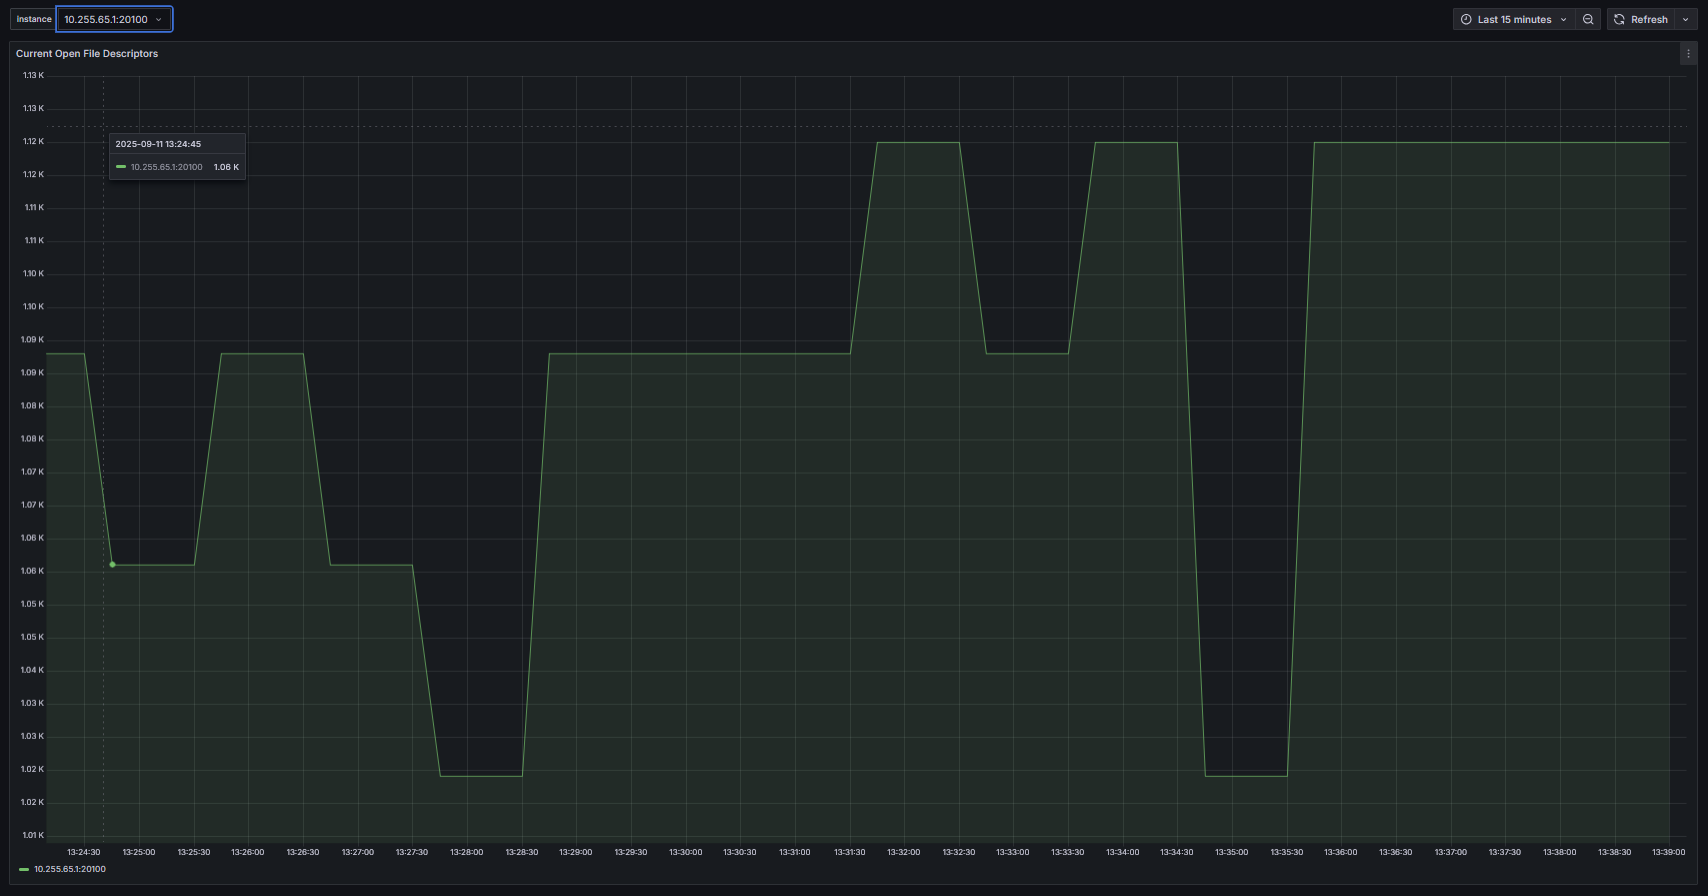 Instance 10.255.65.1:20100 Last 15 minutes Refresh
Current Open File Descriptors
1.13 K
1.13 K
1.12 K
2025-09-11 13:24:45
10.255.65.1:20100 1.06 K
1.12 K
1.11 K
1.11 K
1.10 K
1.10 K
1.09 K
1.09 K
1.08 K
1.08 K
1.07 K
1.07 K
1.06 K
1.06 K
1.05 K
1.05 K
1.04 K
1.03 K
1.03 K
1.02 K
1.02 K
1.01 K
13:24:30 13:25:00 13:25:30 13:26:00 13:26:30 13:27:00 13:27:30 13:28:00 13:28:30 13:29:00 13:29:30 13:30:00 13:30:30 13:31:00 13:31:30 13:32:00 13:32:30 13:33:00 13:33:30 13:34:00 13:34:30 13:35:00 13:35:30 13:36:00 13:36:30 13:37:00 13:37:30 13:38:00 13:38:30 13:39:00
10.255.65.1:20100